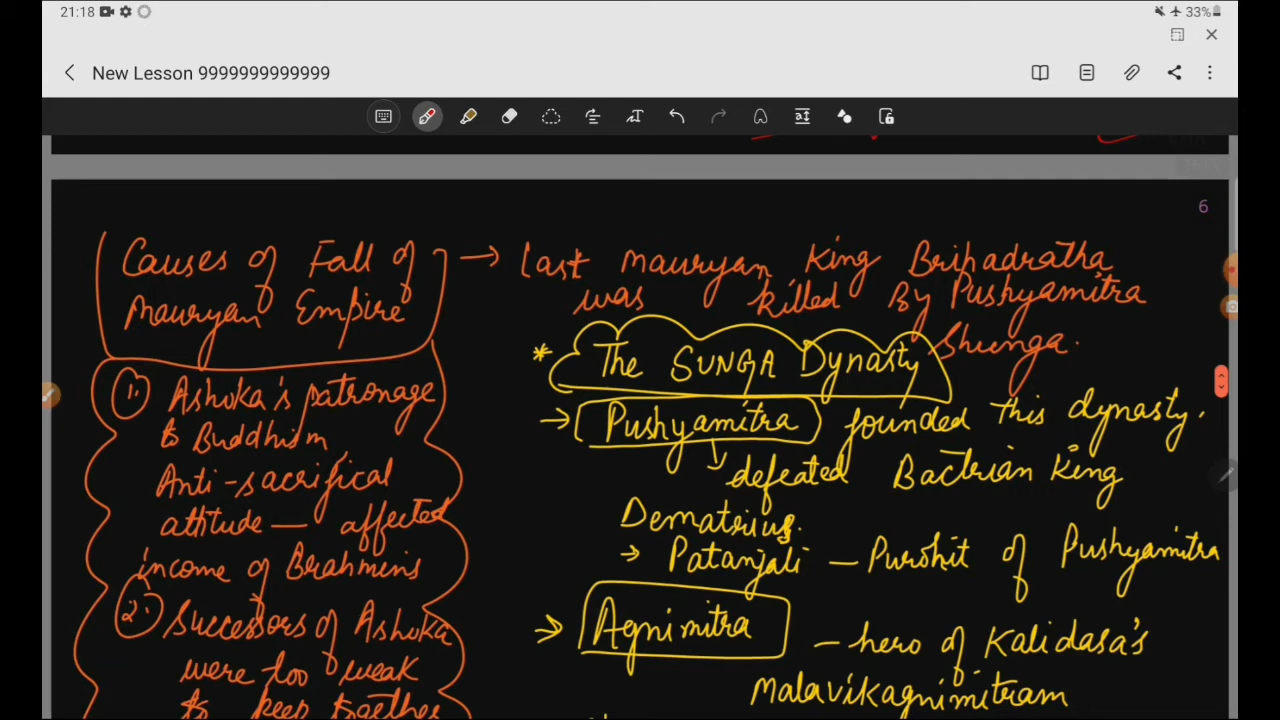 21:18
33%
New Lesson 9999999999999
6
Causes of Fall of
Mauryan Empire
→ Last mauryan King Brihadratha
was killed By Pushyamitra
Shunga.
* The SUNGA Dynasty
→ Pushyamitra founded this dynasty.
defeated Bactrian King
Dematrius.
→ Patanjali — Purohit of Pushyamitra
→ Agnimitra — hero of Kalidasa's
Malavikagnimitram
1. Ashoka's patronage
to Buddhism
Anti-sacrifical
attitude — affected
income of Brahmins
2. Successors of Ashoka
were too weak
to keep together